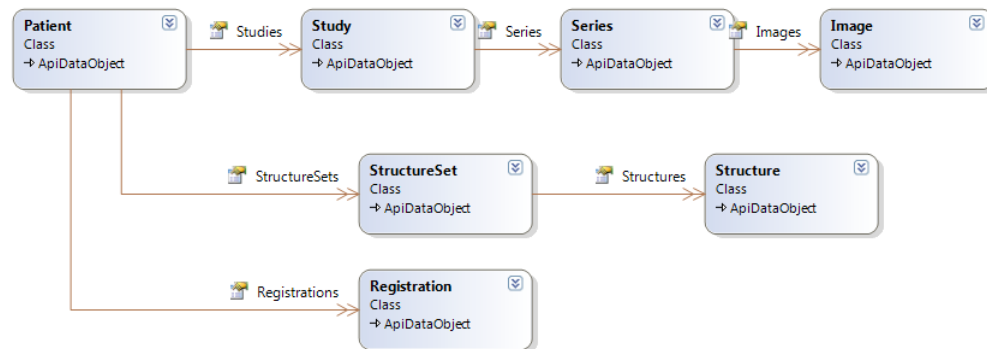 Patient
Class
ApiDataObject
Studies
Study
Class
ApiDataObject
Series
Series
Class
ApiDataObject
Images
Image
Class
ApiDataObject
StructureSets
StructureSet
Class
ApiDataObject
Structures
Structure
Class
ApiDataObject
Registrations
Registration
Class
ApiDataObject